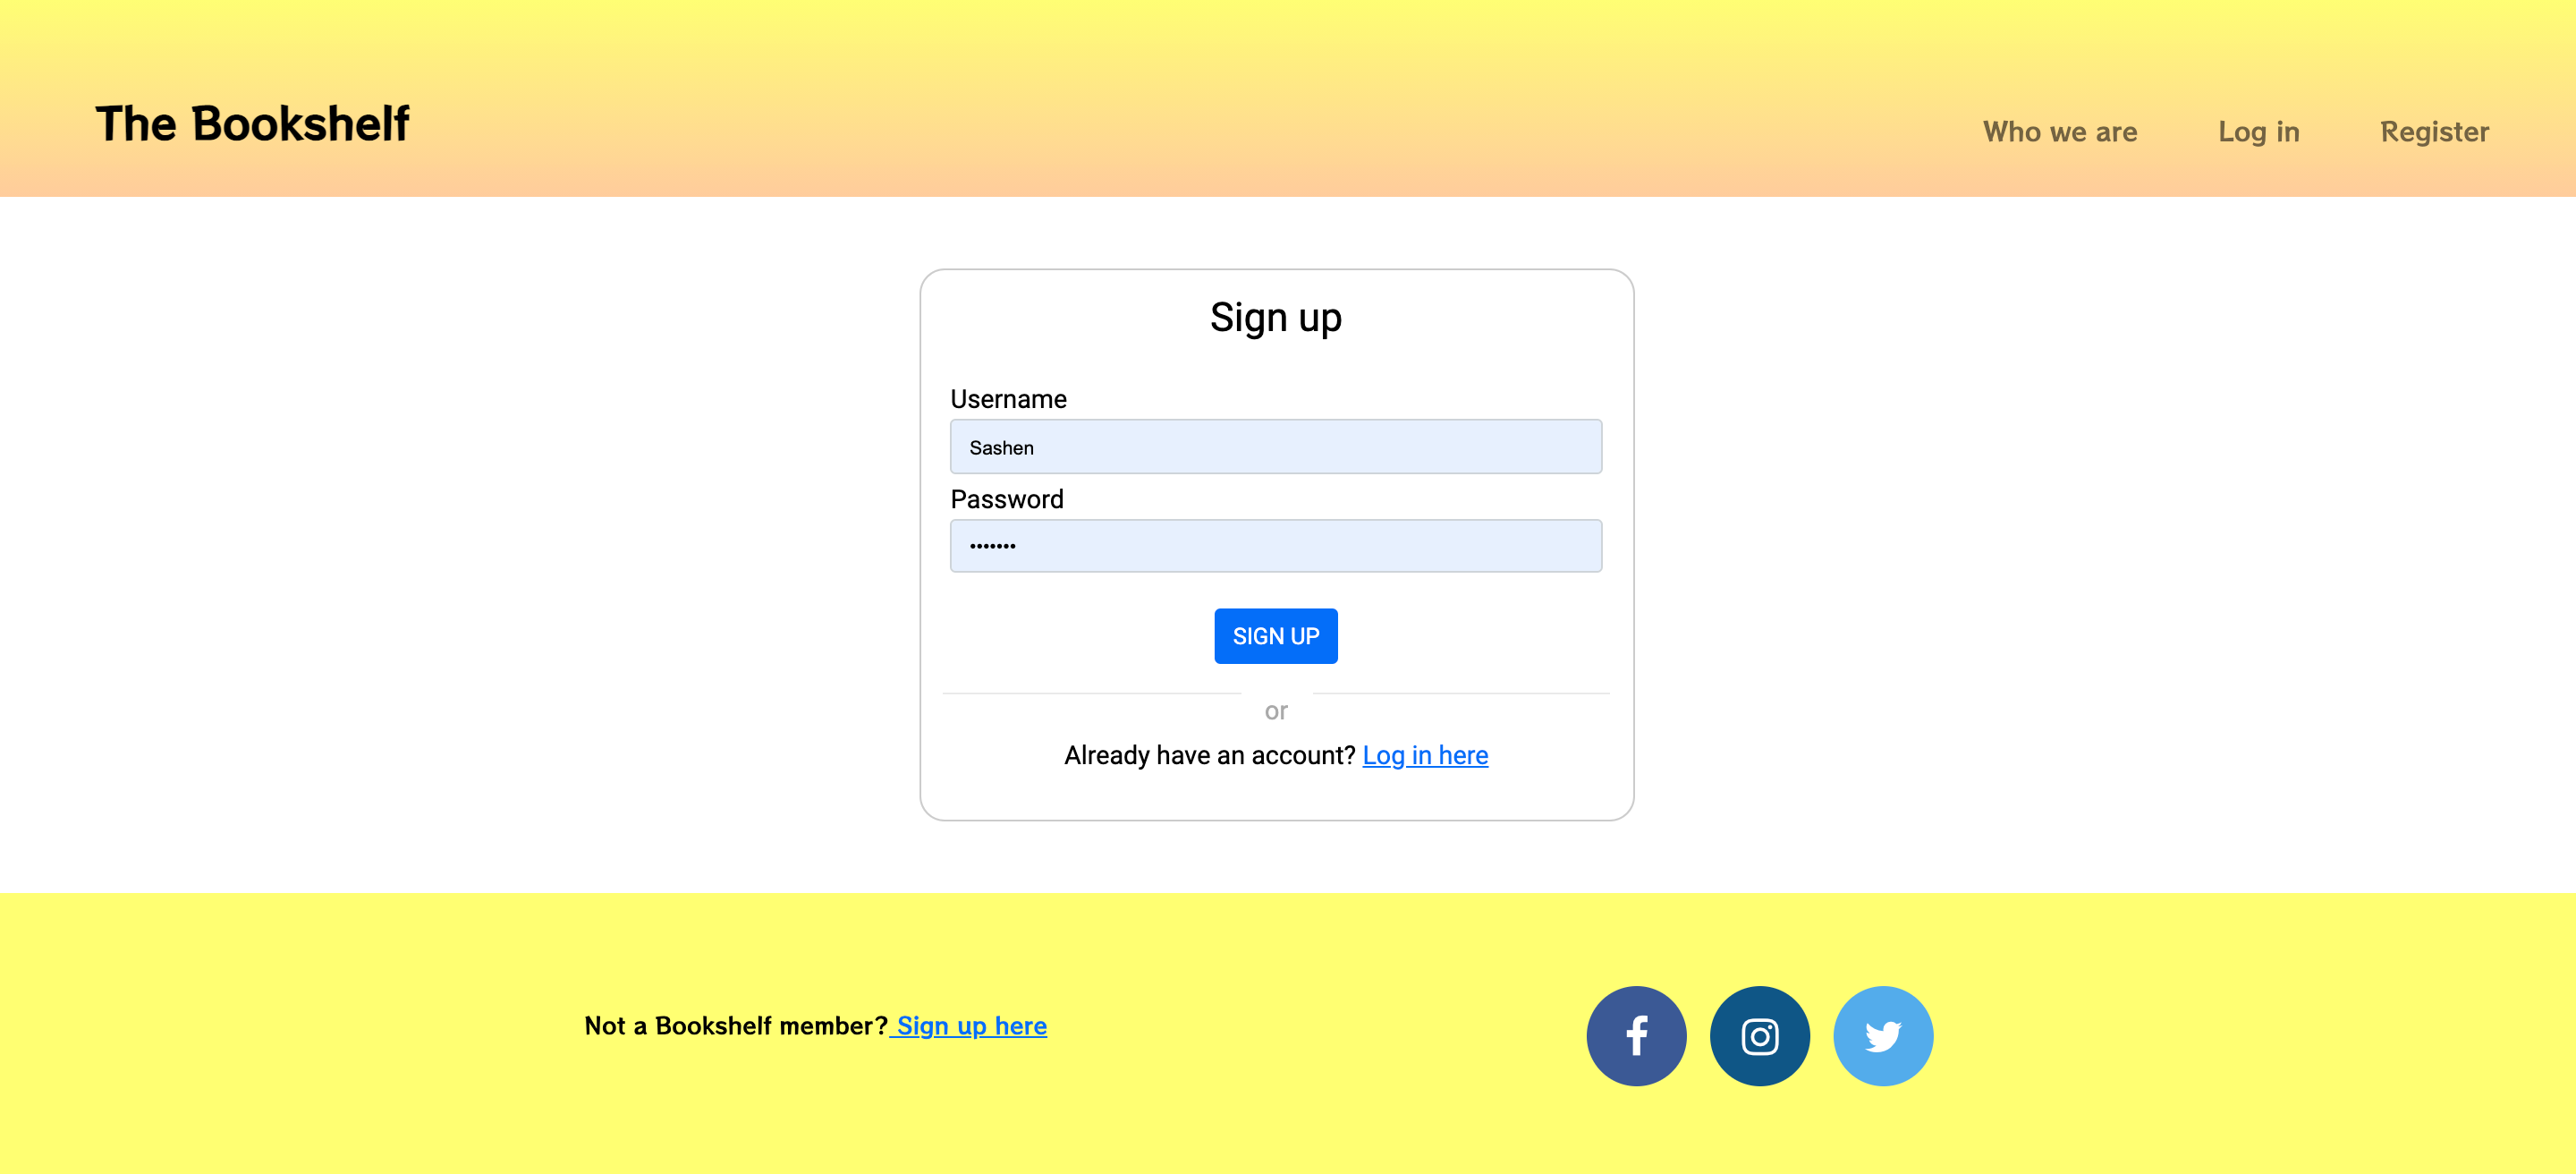 The Bookshelf
Who we are
Log in
Register
Sign up
Username
Sashen
Password
•••••••
SIGN UP
or
Already have an account? Log in here
Not a Bookshelf member? Sign up here